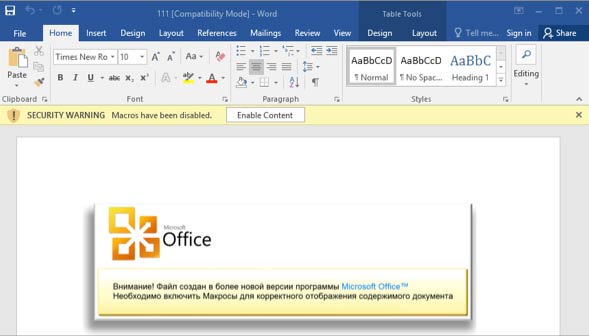 111 [Compatibility Mode] - Word
Table Tools
File
Home
Insert
Design
Layout
References
Mailings
Review
View
Design
Layout
Tell me...
Sign in
Share
Paste
Times New Ro
10
Aa
B I U abc x₂ x²
A
AaBbCcD
¶ Normal
AaBbCcD
¶ No Spac...
AaBbC
Heading 1
Editing
Clipboard
Font
Paragraph
Styles
SECURITY WARNING Macros have been disabled.
Enable Content
Microsoft
Office
Внимание! Файл создан в более новой версии программы Microsoft Office™
Необходимо включить Макросы для корректного отображения содержимого документа